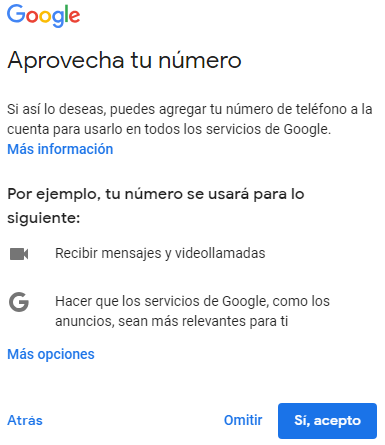 Google
Aprovecha tu número
Si así lo deseas, puedes agregar tu número de teléfono a la
cuenta para usarlo en todos los servicios de Google.
Más información
Por ejemplo, tu número se usará para lo
siguiente:
Recibir mensajes y videollamadas
Hacer que los servicios de Google, como los
anuncios, sean más relevantes para ti
Más opciones
Atrás
Omitir
Sí, acepto